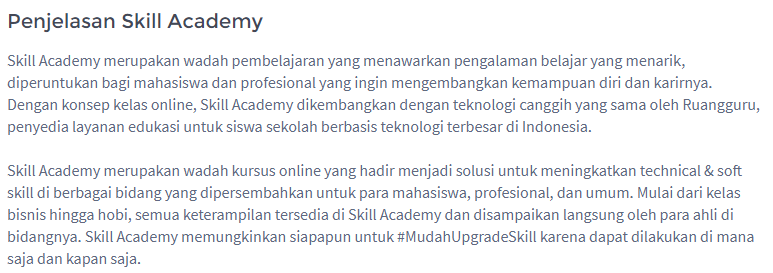 Penjelasan Skill Academy
Skill Academy merupakan wadah pembelajaran yang menawarkan pengalaman belajar yang menarik,
diperuntukan bagi mahasiswa dan profesional yang ingin mengembangkan kemampuan diri dan karirnya.
Dengan konsep kelas online, Skill Academy dikembangkan dengan teknologi canggih yang sama oleh Ruangguru,
penyedia layanan edukasi untuk siswa sekolah berbasis teknologi terbesar di Indonesia.
Skill Academy merupakan wadah kursus online yang hadir menjadi solusi untuk meningkatkan technical & soft
skill di berbagai bidang yang dipersembahkan untuk para mahasiswa, profesional, dan umum. Mulai dari kelas
bisnis hingga hobi, semua keterampilan tersedia di Skill Academy dan disampaikan langsung oleh para ahli di
bidangnya. Skill Academy memungkinkan siapapun untuk #MudahUpgradeSkill karena dapat dilakukan di mana
saja dan kapan saja.